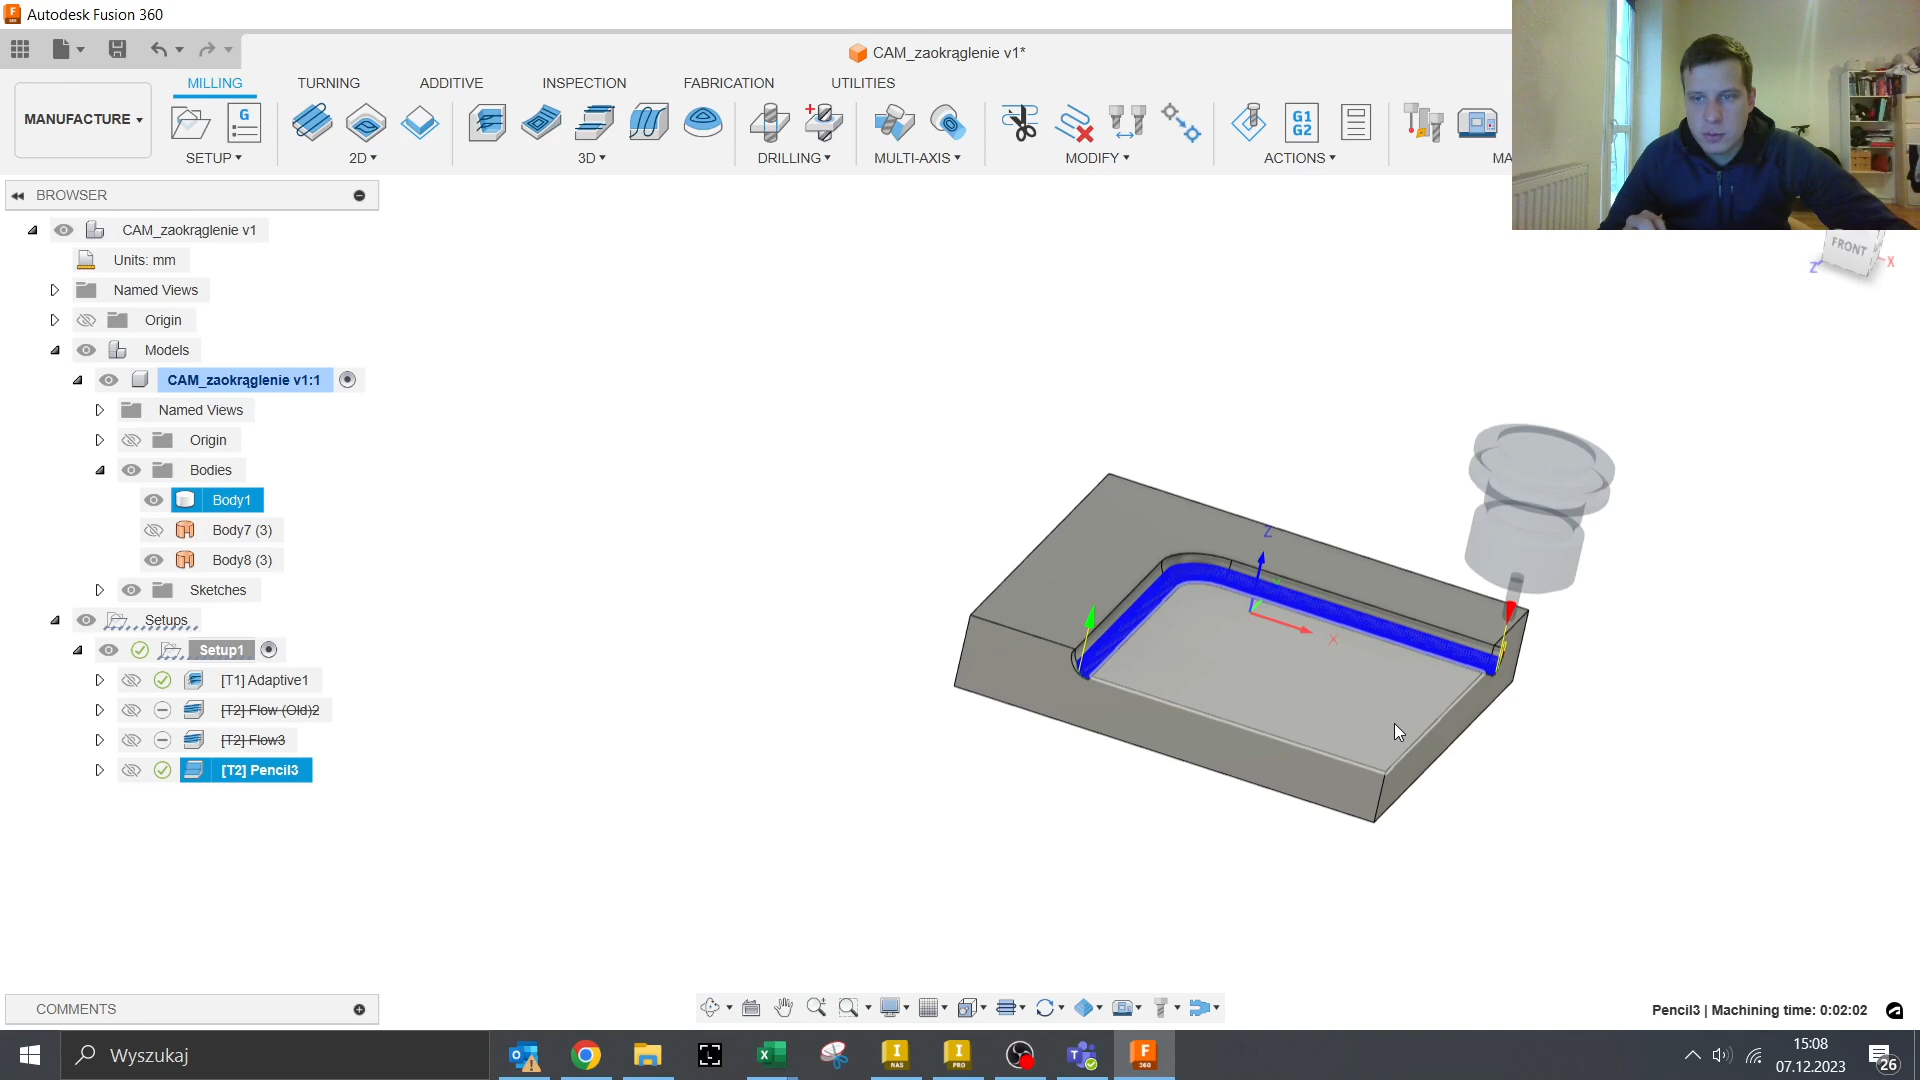 Autodesk Fusion 360
CAM_zaokrąglenie v1*
MILLING TURNING ADDITIVE INSPECTION FABRICATION UTILITIES
MANUFACTURE
G
G1
G2
SETUP 2D 3D DRILLING MULTI-AXIS MODIFY ACTIONS MA
BROWSER
CAM_zaokrąglenie v1
Units: mm
Named Views
Origin
Models
CAM_zaokrąglenie v1:1
Named Views
Origin
Bodies
Body1
Body7 (3)
Body8 (3)
Sketches
Setups
Setup1
[T1] Adaptive1
[T2] Flow (Old)2
[T2] Flow3
[T2] Pencil3
FRONT
Z
X
Z
X
COMMENTS
Pencil3 | Machining time: 0:02:02
Wyszukaj
15:08
07.12.2023
26